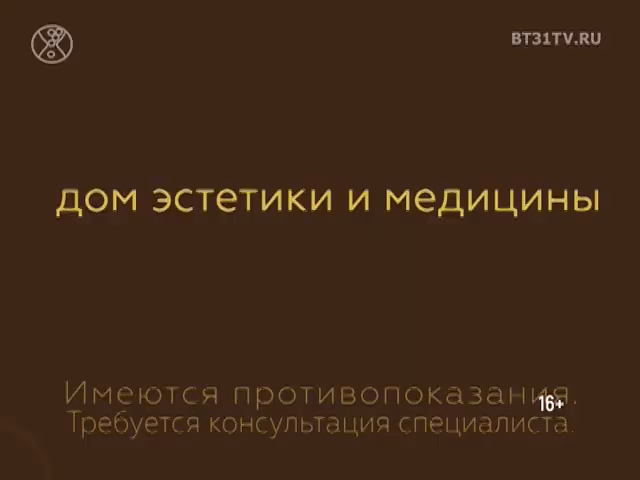 BT31TV.RU
дом эстетики и медицины
Имеются противопоказания.
16+
Требуется консультация специалиста.